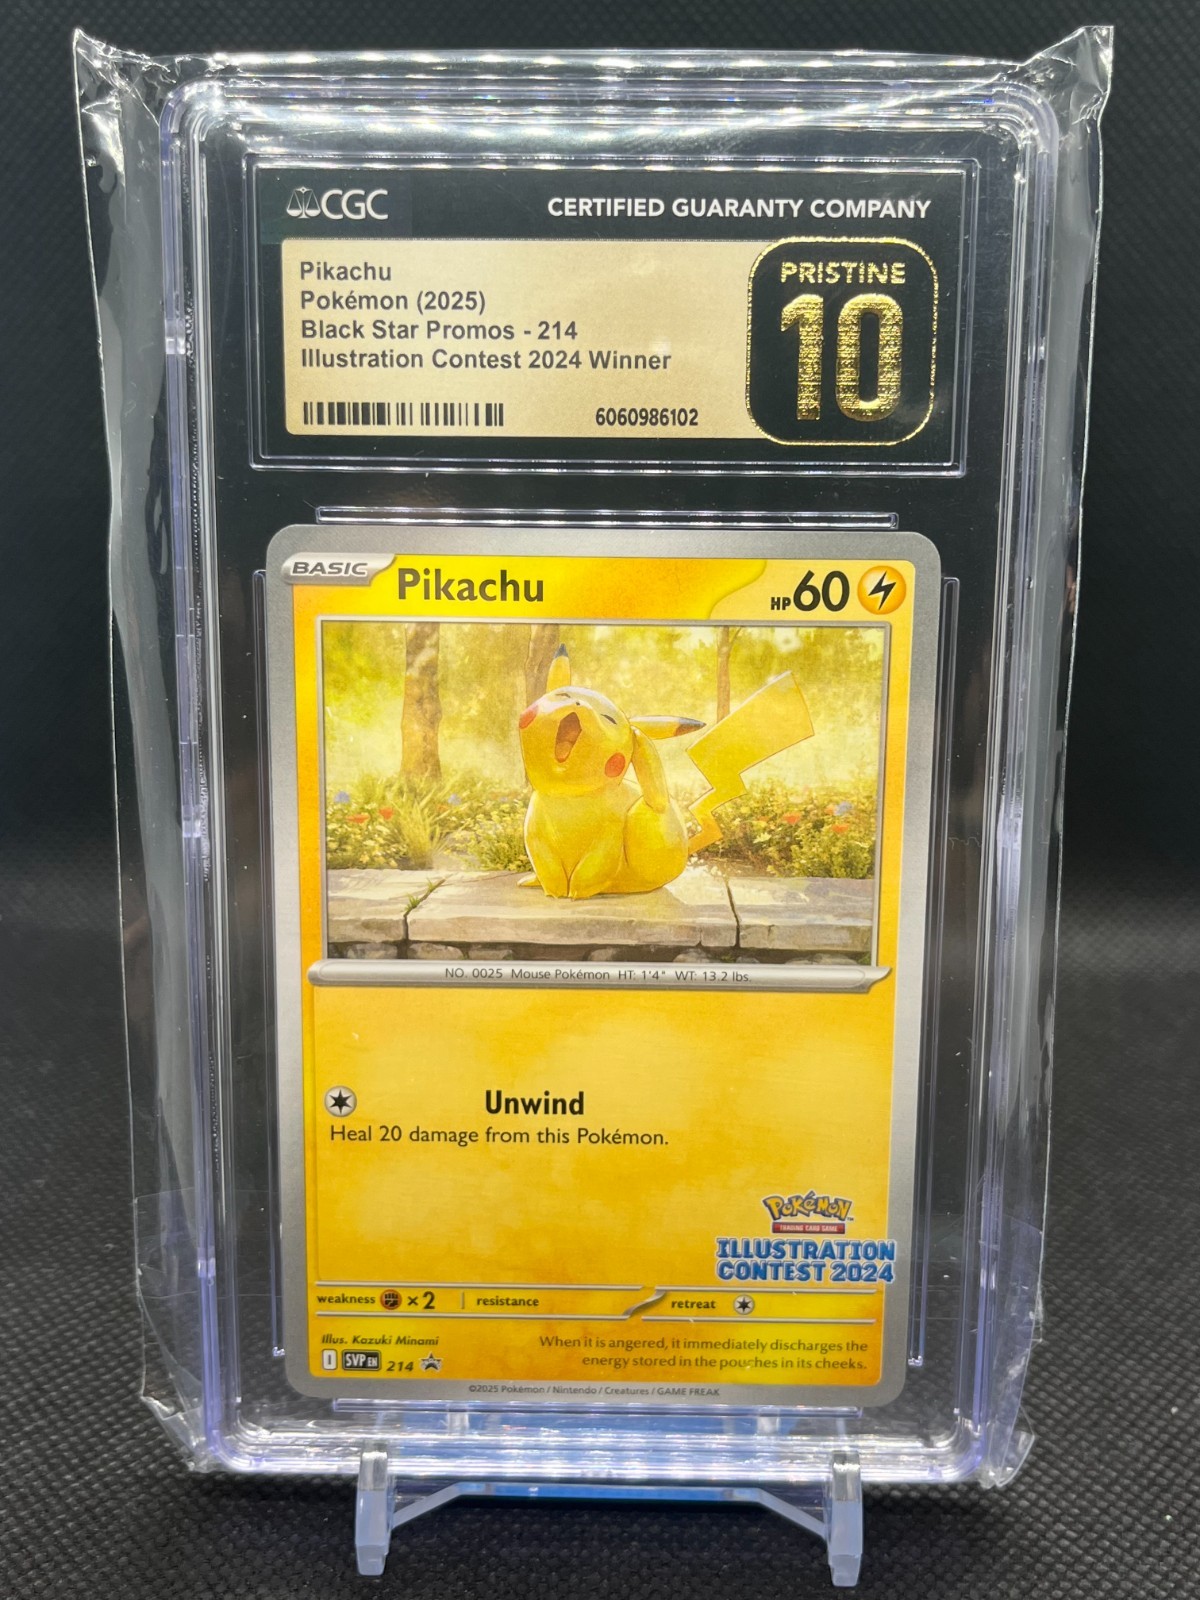 CGC
CERTIFIED GUARANTY COMPANY
Pikachu
Pokémon (2025)
Black Star Promos - 214
Illustration Contest 2024 Winner
6060986102
PRISTINE
10
BASIC
Pikachu
HP 60
NO. 0025 Mouse Pokémon HT: 1'4" WT: 13.2 lbs.
Unwind
Heal 20 damage from this Pokémon.
POKéMON
TRADING CARD GAME
ILLUSTRATION
CONTEST 2024
weakness ×2 resistance retreat
Illus. Kazuki Minami
I SVP EN 214
When it is angered, it immediately discharges the
energy stored in the pouches in its cheeks.
©2025 Pokémon / Nintendo / Creatures / GAME FREAK